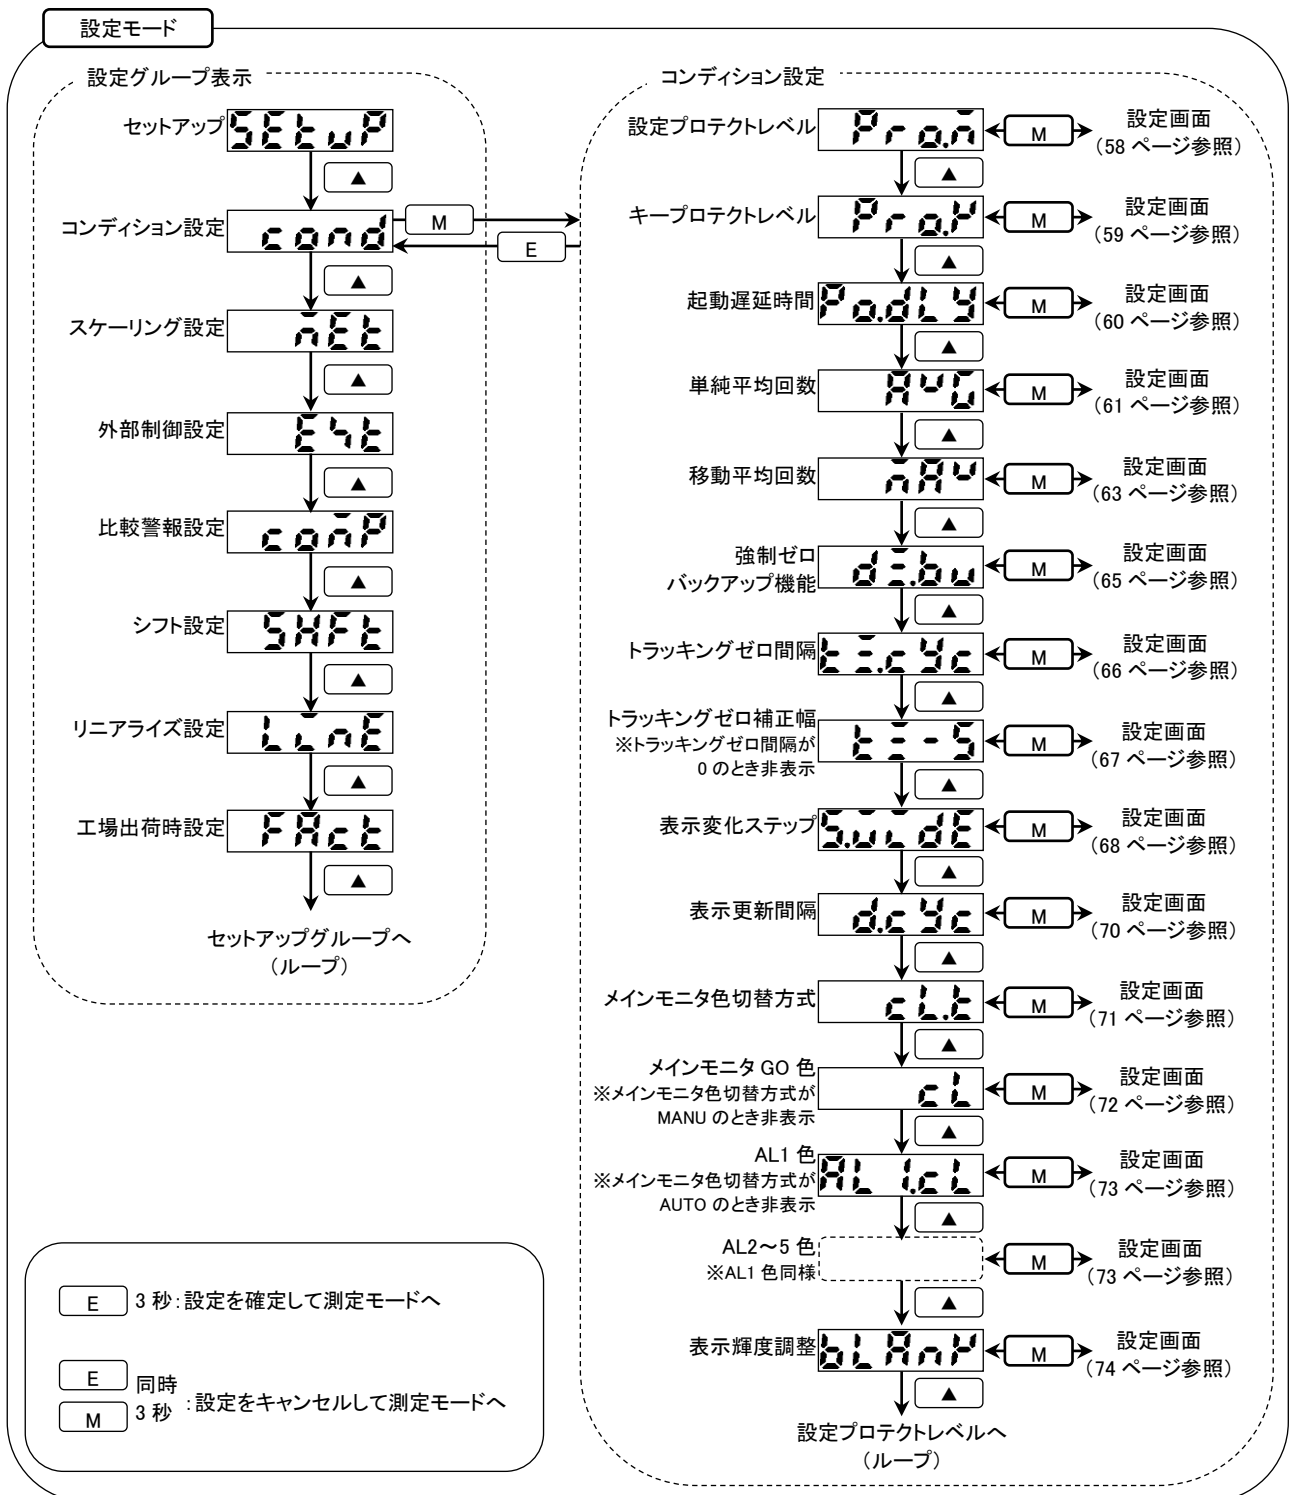 設定モード
設定グループ表示
セットアップ
SEtuP
▲
コンディション設定
cond
M
E
▲
スケーリング設定
mEt
▲
外部制御設定
Ext
▲
比較警報設定
comP
▲
シフト設定
SHFt
▲
リニアライズ設定
LinE
▲
工場出荷時設定
FAct
▲
セットアップグループへ
(ループ)
E 3秒:設定を確定して測定モードへ
E 同時
M 3秒 :設定をキャンセルして測定モードへ
コンディション設定
設定プロテクトレベル Pro.m M 設定画面
(58 ページ参照)
▲
キープロテクトレベル Pro.K M 設定画面
(59 ページ参照)
▲
起動遅延時間 Po.dLY M 設定画面
(60 ページ参照)
▲
単純平均回数 AvG M 設定画面
(61 ページ参照)
▲
移動平均回数 mAv M 設定画面
(63 ページ参照)
▲
強制ゼロ
バックアップ機能 dZ.bu M 設定画面
(65 ページ参照)
▲
トラッキングゼロ間隔 tZ.cYc M 設定画面
(66 ページ参照)
▲
トラッキングゼロ補正幅
※トラッキングゼロ間隔が
0 のとき非表示
tZ-S M 設定画面
(67 ページ参照)
▲
表示変化ステップ S.widE M 設定画面
(68 ページ参照)
▲
表示更新間隔 d.cYc M 設定画面
(70 ページ参照)
▲
メインモニタ色切替方式 cL.t M 設定画面
(71 ページ参照)
▲
メインモニタ GO 色
※メインモニタ色切替方式が
MANU のとき非表示
cL M 設定画面
(72 ページ参照)
▲
AL1 色
※メインモニタ色切替方式が
AUTO のとき非表示
AL1.cL M 設定画面
(73 ページ参照)
▲
AL2～5 色
※AL1 色同様
M 設定画面
(73 ページ参照)
▲
表示輝度調整 bLAnK M 設定画面
(74 ページ参照)
▲
設定プロテクトレベルへ
(ループ)